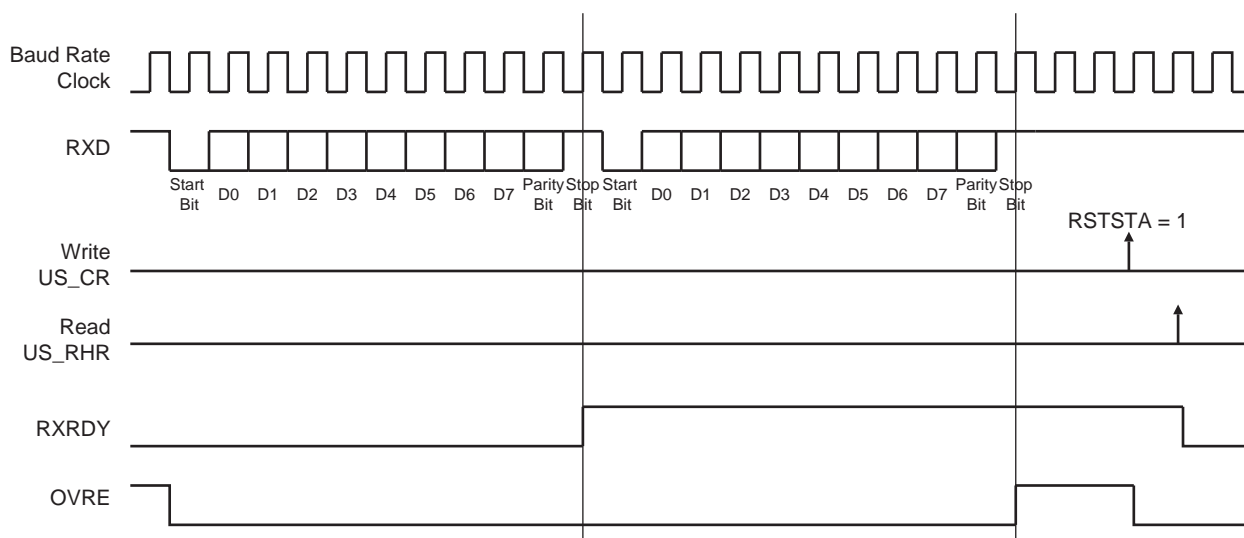 Baud Rate
Clock
RXD
Start
Bit
D0
D1
D2
D3
D4
D5
D6
D7
Parity
Bit
Stop
Bit
Start
Bit
D0
D1
D2
D3
D4
D5
D6
D7
Parity
Bit
Stop
Bit
RSTSTA = 1
Write
US_CR
Read
US_RHR
RXRDY
OVRE